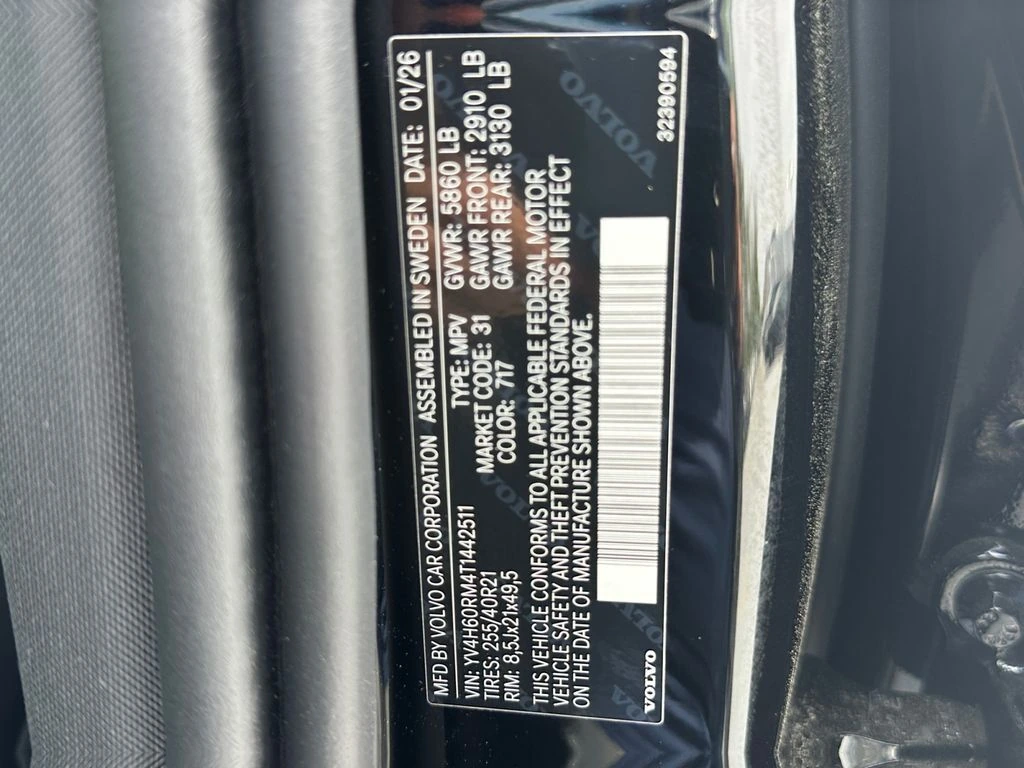 MFD BY VOLVO CAR CORPORATION ASSEMBLED IN SWEDEN DATE: 01/26
VIN: YV4H60RM4T1442511 TYPE: MPV GVWR: 5860 LB
TIRES: 255/40R21 MARKET CODE: 31 GAWR FRONT: 2910 LB
RIM: 8,5Jx21x49,5 COLOR: 717 GAWR REAR: 3130 LB
THIS VEHICLE CONFORMS TO ALL APPLICABLE FEDERAL MOTOR
VEHICLE SAFETY AND THEFT PREVENTION STANDARDS IN EFFECT
ON THE DATE OF MANUFACTURE SHOWN ABOVE.
VOLVO 32390594